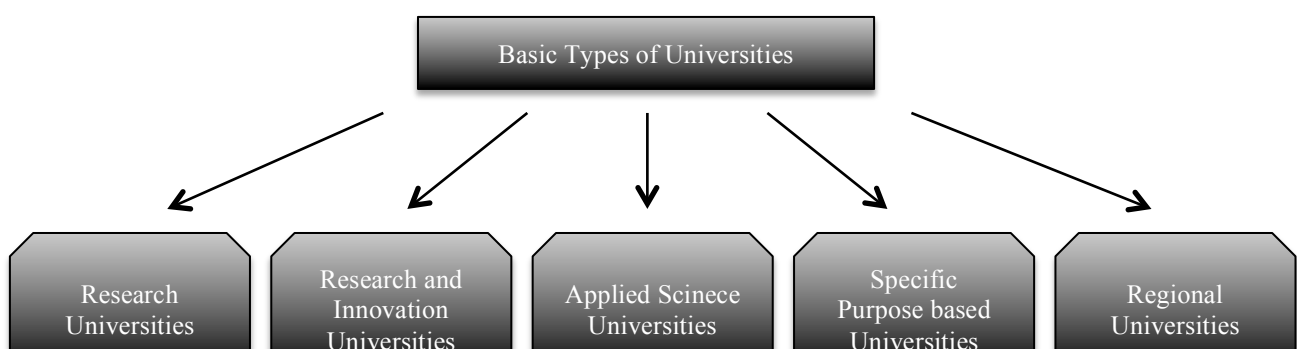 Basic Types of Universities
Research
Universities
Research and
Innovation
Universities
Applied Scinece
Universities
Specific
Purpose based
Universities
Regional
Universities